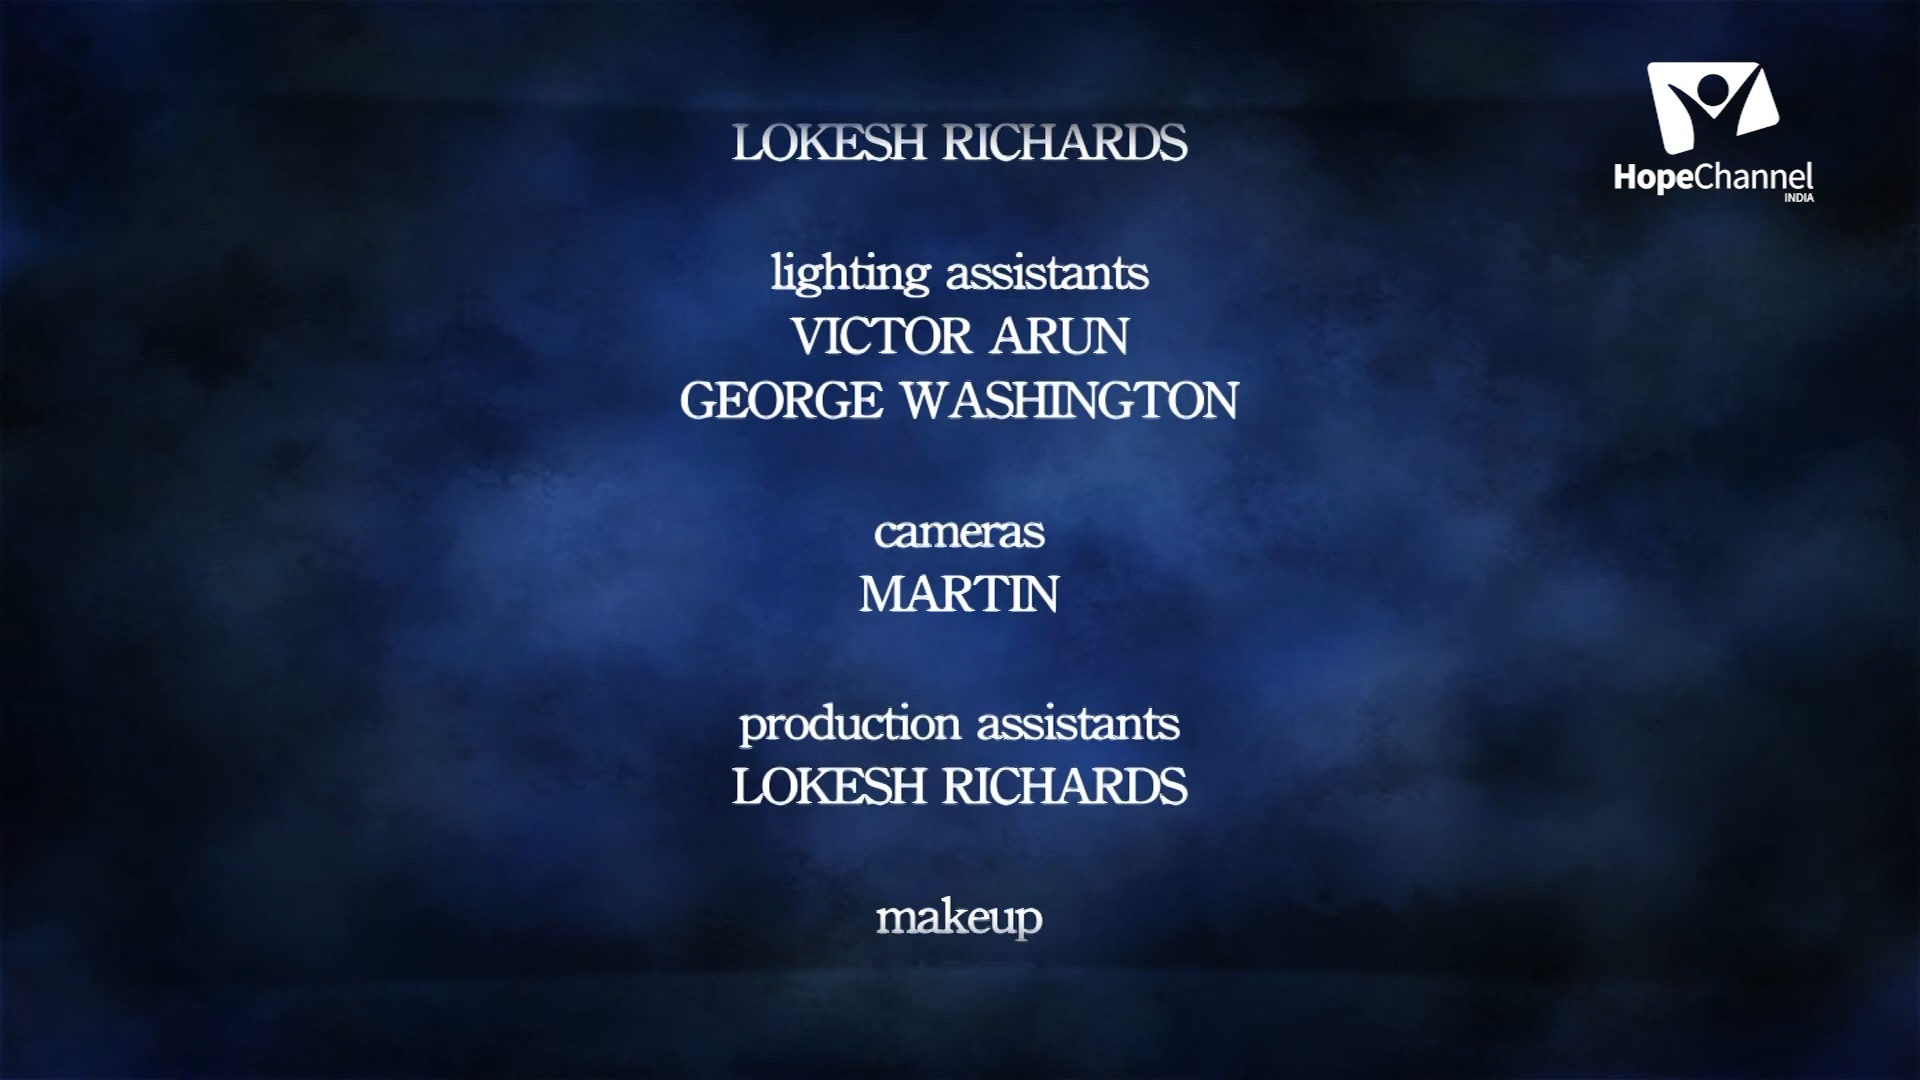 LOKESH RICHARDS
HopeChannel
INDIA
lighting assistants
VICTOR ARUN
GEORGE WASHINGTON
cameras
MARTIN
production assistants
LOKESH RICHARDS
makeup